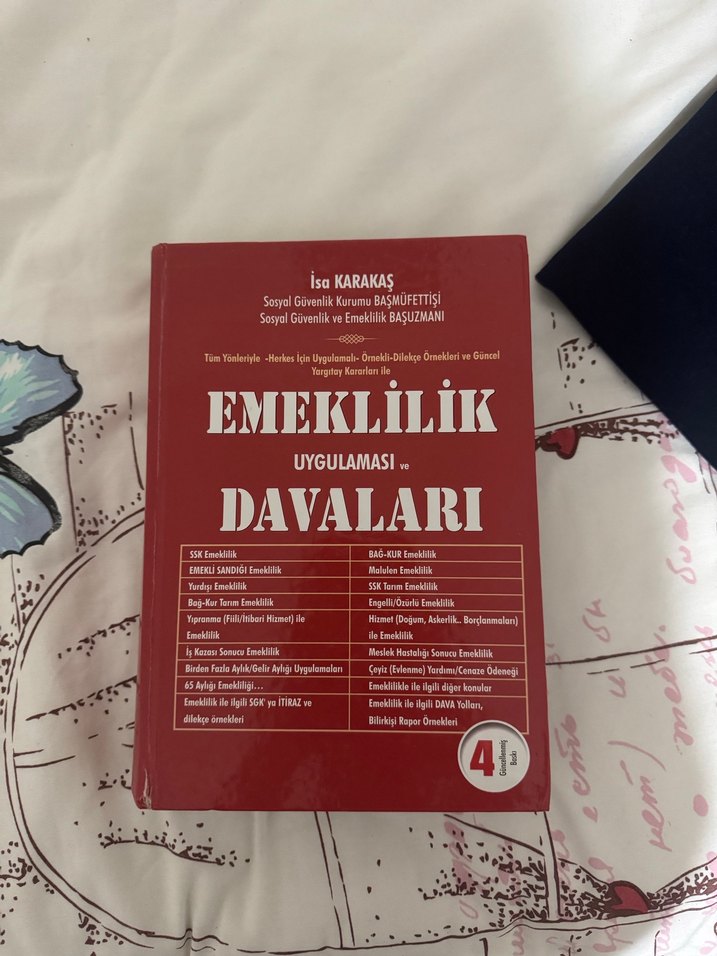 İsa KARAKAŞ
Sosyal Güvenlik Kurumu BAŞMÜFETTİŞİ
Sosyal Güvenlik ve Emeklilik BAŞUZMANI
Tüm Yönleriyle -Herkes İçin Uygulamalı- Örnekli-Dilekçe Örnekleri ve Güncel
Yargıtay Kararları ile
EMEKLİLİK
UYGULAMASI ve
DAVALARI
SSK Emeklilik
BAĞ-KUR Emeklilik
EMEKLİ SANDIĞI Emeklilik
Malulen Emeklilik
Yurdışı Emeklilik
SSK Tarım Emeklilik
Bağ-Kur Tarım Emeklilik
Engelli/Özürlü Emeklilik
Yıpranma (Fiili/İtibari Hizmet) ile
Emeklilik
Hizmet (Doğum, Askerlik.. Borçlanmaları)
ile Emeklilik
İş Kazası Sonucu Emeklilik
Meslek Hastalığı Sonucu Emeklilik
Birden Fazla Aylık/Gelir Aylığı Uygulamaları
Çeyiz (Evlenme) Yardımı/Cenaze Ödeneği
65 Aylığı Emekliliği...
Emeklilikle ile ilgili diğer konular
Emeklilik ile ilgili SGK' ya İTİRAZ ve
dilekçe örnekleri
Emeklilik ile ilgili DAVA Yolları,
Bilirkişi Rapor Örnekleri
4
Güncellenmiş
Baskı